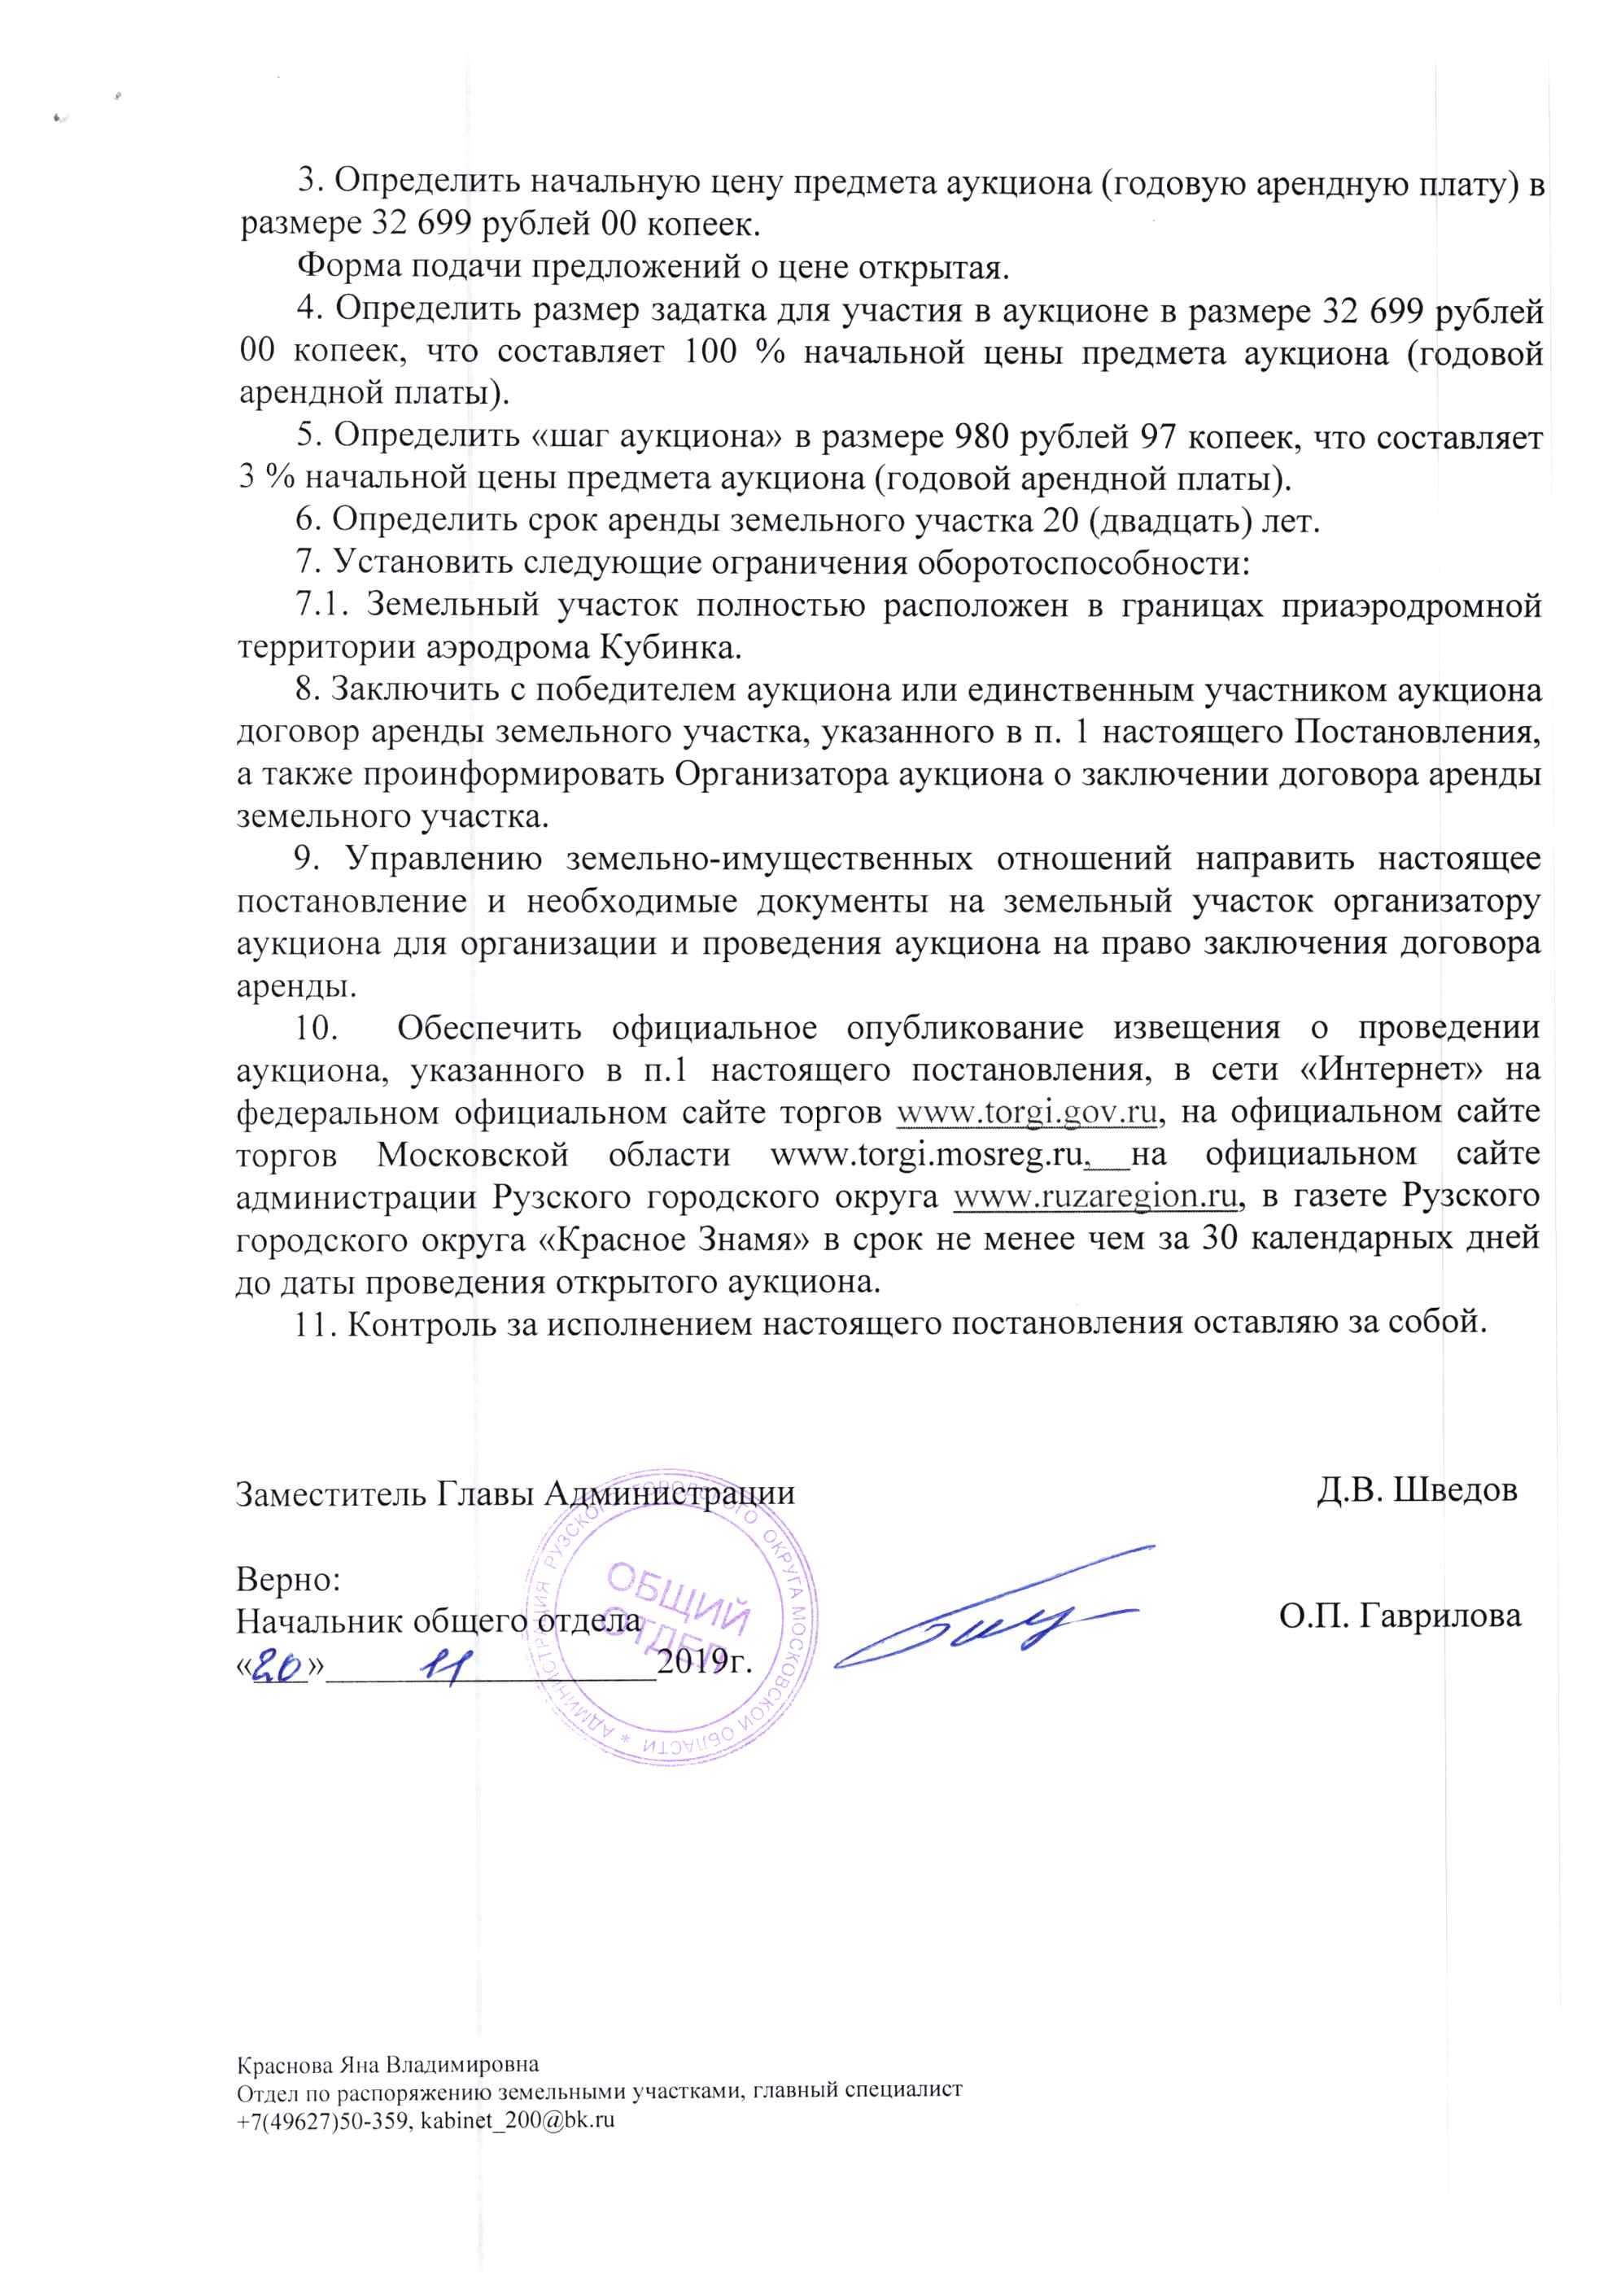 3. Определить начальную цену предмета аукциона (годовую арендную плату) в
размере 32 699 рублей 00 копеек.
Форма подачи предложений о цене открытая.
4. Определить размер задатка для участия в аукционе в размере 32 699 рублей
00 копеек, что составляет 100 % начальной цены предмета аукциона (годовой
арендной платы).
5. Определить «шаг аукциона» в размере 980 рублей 97 копеек, что составляет
3 % начальной цены предмета аукциона (годовой арендной платы).
6. Определить срок аренды земельного участка 20 (двадцать) лет.
7. Установить следующие ограничения оборотоспособности:
7.1. Земельный участок полностью расположен в границах приаэродромной
территории аэродрома Кубинка.
8. Заключить с победителем аукциона или единственным участником аукциона
договор аренды земельного участка, указанного в п. 1 настоящего Постановления,
а также проинформировать Организатора аукциона о заключении договора аренды
земельного участка.
9. Управлению земельно-имущественных отношений направить настоящее
постановление и необходимые документы на земельный участок организатору
аукциона для организации и проведения аукциона на право заключения договора
аренды.
10. Обеспечить официальное опубликование извещения о проведении
аукциона, указанного в п.1 настоящего постановления, в сети «Интернет» на
федеральном официальном сайте торгов www.torgi.gov.ru, на официальном сайте
торгов Московской области www.torgi.mosreg.ru, на официальном сайте
администрации Рузского городского округа www.ruzaregion.ru, в газете Рузского
городского округа «Красное Знамя» в срок не менее чем за 30 календарных дней
до даты проведения открытого аукциона.
11. Контроль за исполнением настоящего постановления оставляю за собой.
Заместитель Главы Администрации Д.В. Шведов
Верно:
Начальник общего отдела О.П. Гаврилова
«20» 11 2019г.
АДМИНИСТРАЦИЯ РУЗСКОГО ГОРОДСКОГО ОКРУГА МОСКОВСКОЙ ОБЛАСТИ *
ОБЩИЙ
ОТДЕЛ
Краснова Яна Владимировна
Отдел по распоряжению земельными участками, главный специалист
+7(49627)50-359, kabinet_200@bk.ru